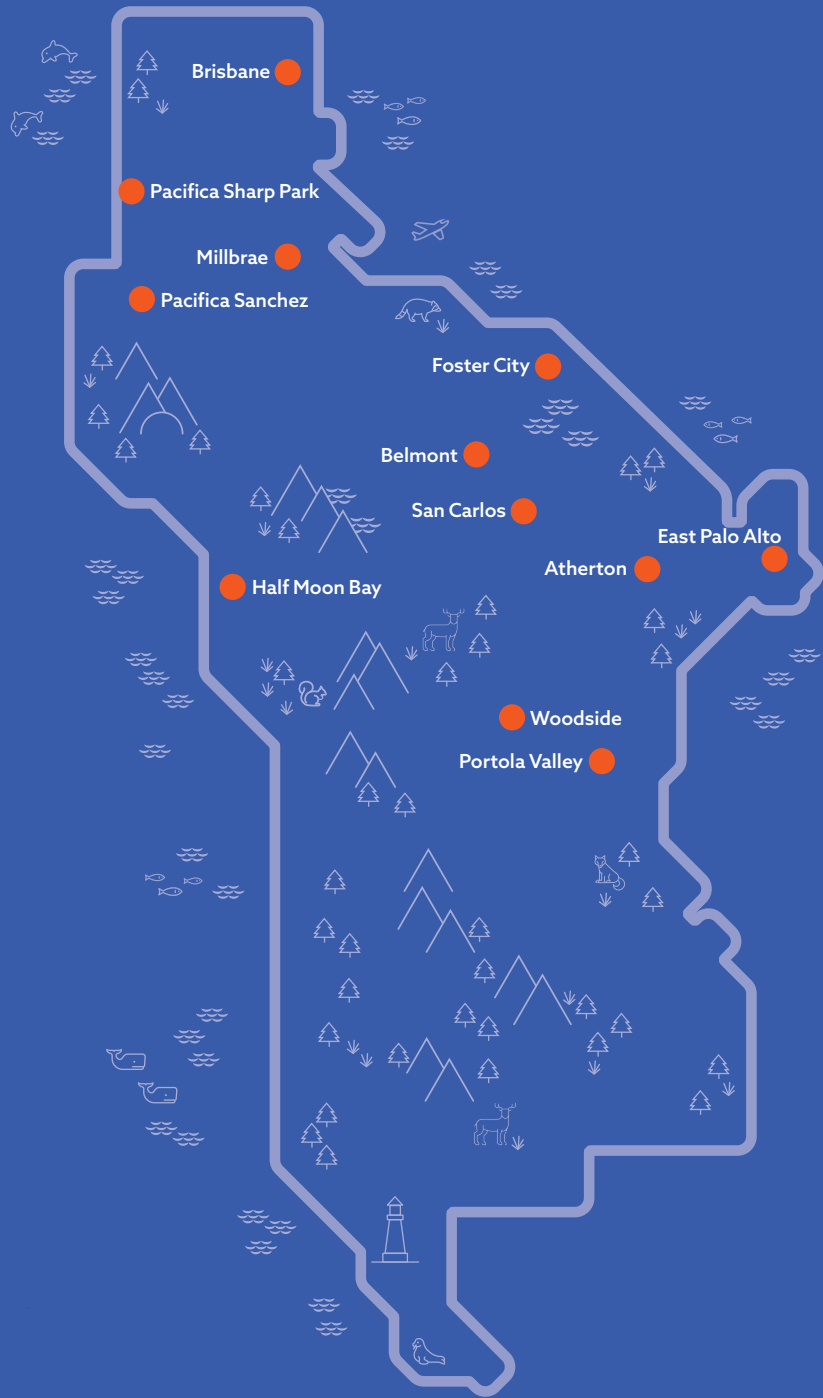 Brisbane
Pacifica Sharp Park
Millbrae
Pacifica Sanchez
Foster City
Belmont
San Carlos
East Palo Alto
Atherton
Half Moon Bay
Woodside
Portola Valley